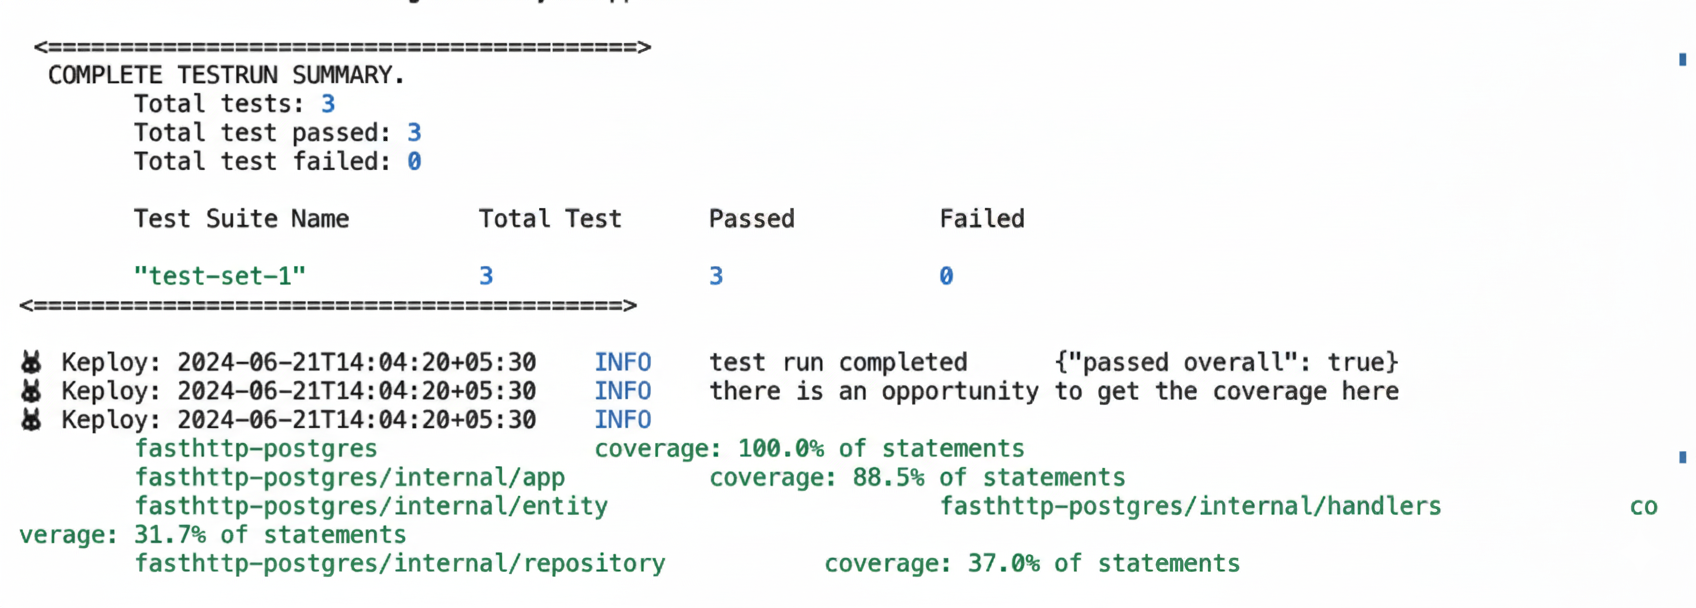 <==========================================>
COMPLETE TESTRUN SUMMARY.
Total tests: 3
Total test passed: 3
Total test failed: 0
Test Suite Name Total Test Passed Failed
"test-set-1" 3 3 0
<==========================================>
Keploy: 2024-06-21T14:04:20+05:30 INFO test run completed {"passed overall": true}
Keploy: 2024-06-21T14:04:20+05:30 INFO there is an opportunity to get the coverage here
Keploy: 2024-06-21T14:04:20+05:30 INFO
fasthttp-postgres coverage: 100.0% of statements
fasthttp-postgres/internal/app coverage: 88.5% of statements
fasthttp-postgres/internal/entity fasthttp-postgres/internal/handlers co
verage: 31.7% of statements
fasthttp-postgres/internal/repository coverage: 37.0% of statements